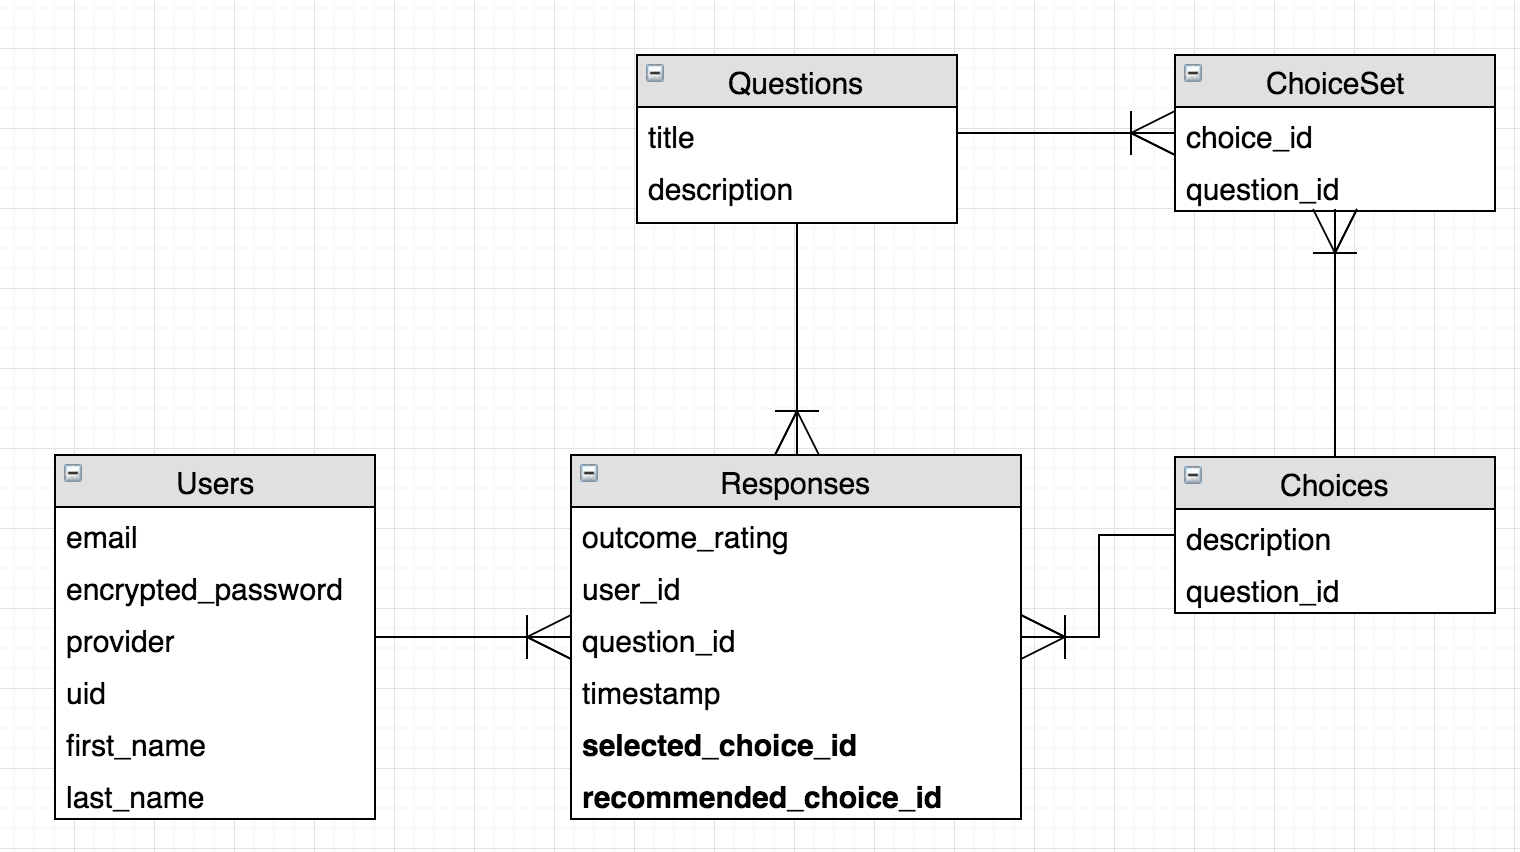 Questions
title
description
ChoiceSet
choice_id
question_id
Users
email
encrypted_password
provider
uid
first_name
last_name
Responses
outcome_rating
user_id
question_id
timestamp
selected_choice_id
recommended_choice_id
Choices
description
question_id